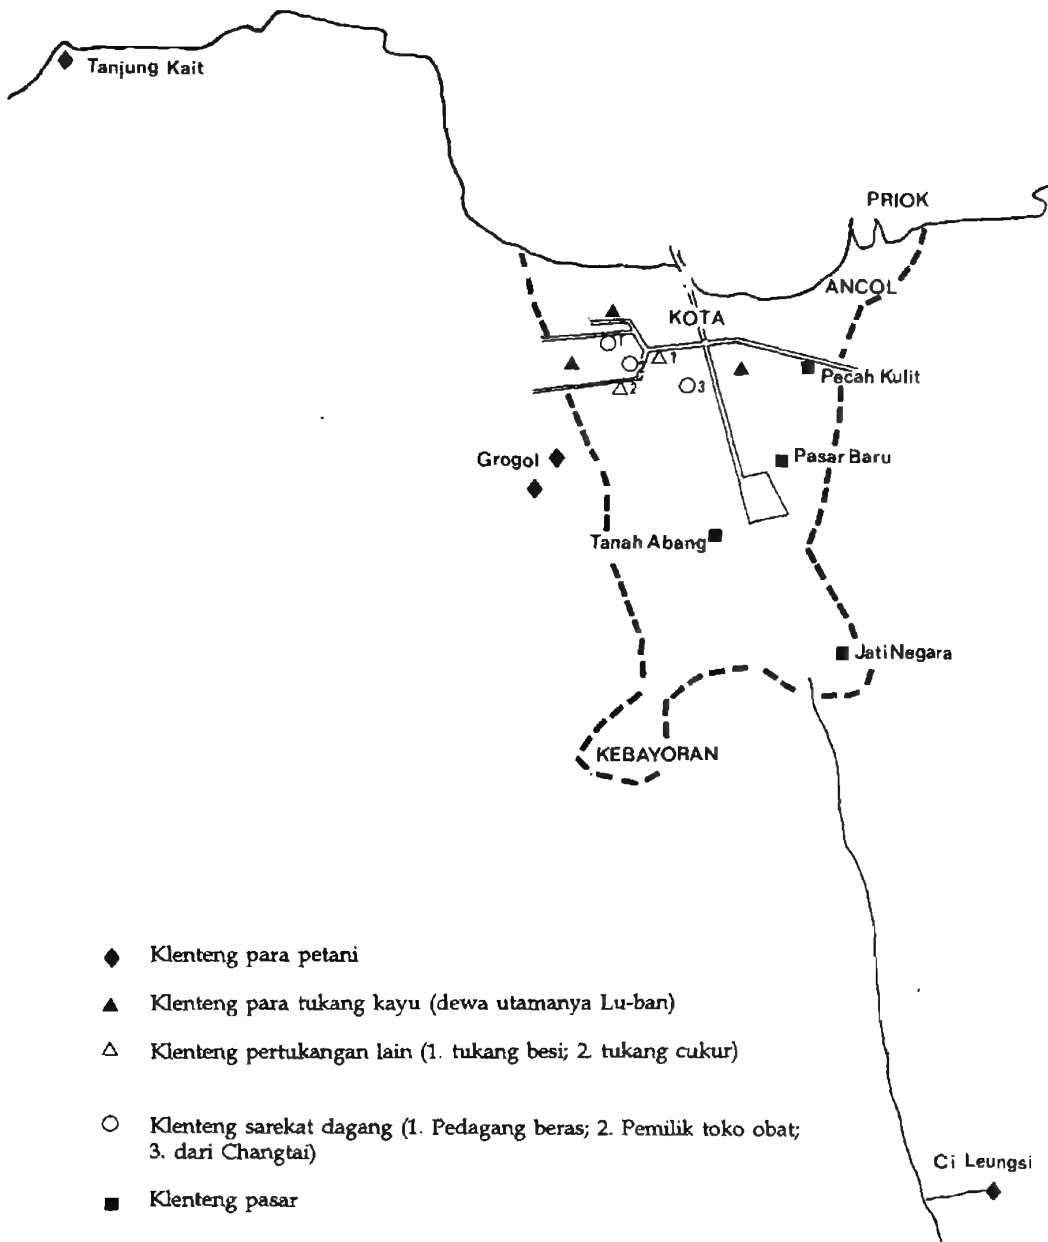 Tanjung Kait
PRIOK
ANCOL
KOTA
1
1
2
Pecah Kulit
2
3
Grogol
Pasar Baru
Tanah Abang
Jati Negara
KEBAYORAN
Klenteng para petani
Klenteng para tukang kayu (dewa utamanya Lu-ban)
Klenteng pertukangan lain (1. tukang besi; 2. tukang cukur)
Klenteng sarekat dagang (1. Pedagang beras; 2. Pemilik toko obat;
3. dari Changtai)
Klenteng pasar
Ci Leungsi